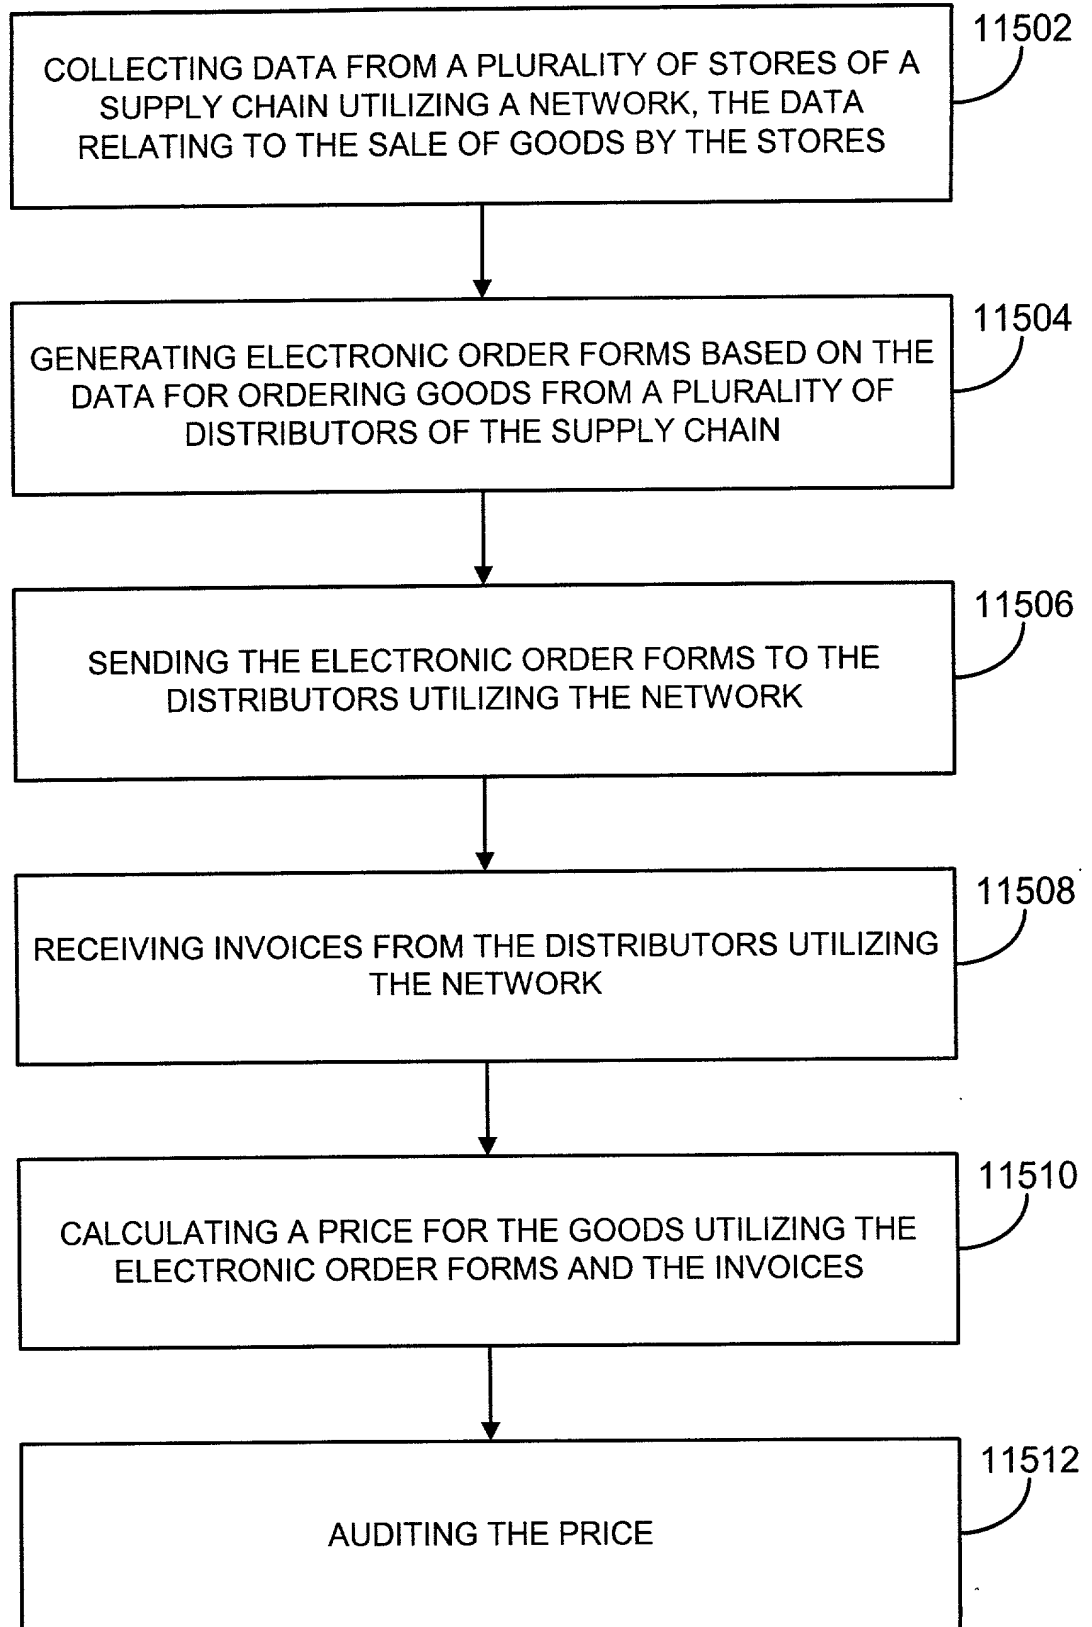 11502
COLLECTING DATA FROM A PLURALITY OF STORES OF A
SUPPLY CHAIN UTILIZING A NETWORK, THE DATA
RELATING TO THE SALE OF GOODS BY THE STORES
11504
GENERATING ELECTRONIC ORDER FORMS BASED ON THE
DATA FOR ORDERING GOODS FROM A PLURALITY OF
DISTRIBUTORS OF THE SUPPLY CHAIN
11506
SENDING THE ELECTRONIC ORDER FORMS TO THE
DISTRIBUTORS UTILIZING THE NETWORK
11508
RECEIVING INVOICES FROM THE DISTRIBUTORS UTILIZING
THE NETWORK
11510
CALCULATING A PRICE FOR THE GOODS UTILIZING THE
ELECTRONIC ORDER FORMS AND THE INVOICES
11512
AUDITING THE PRICE